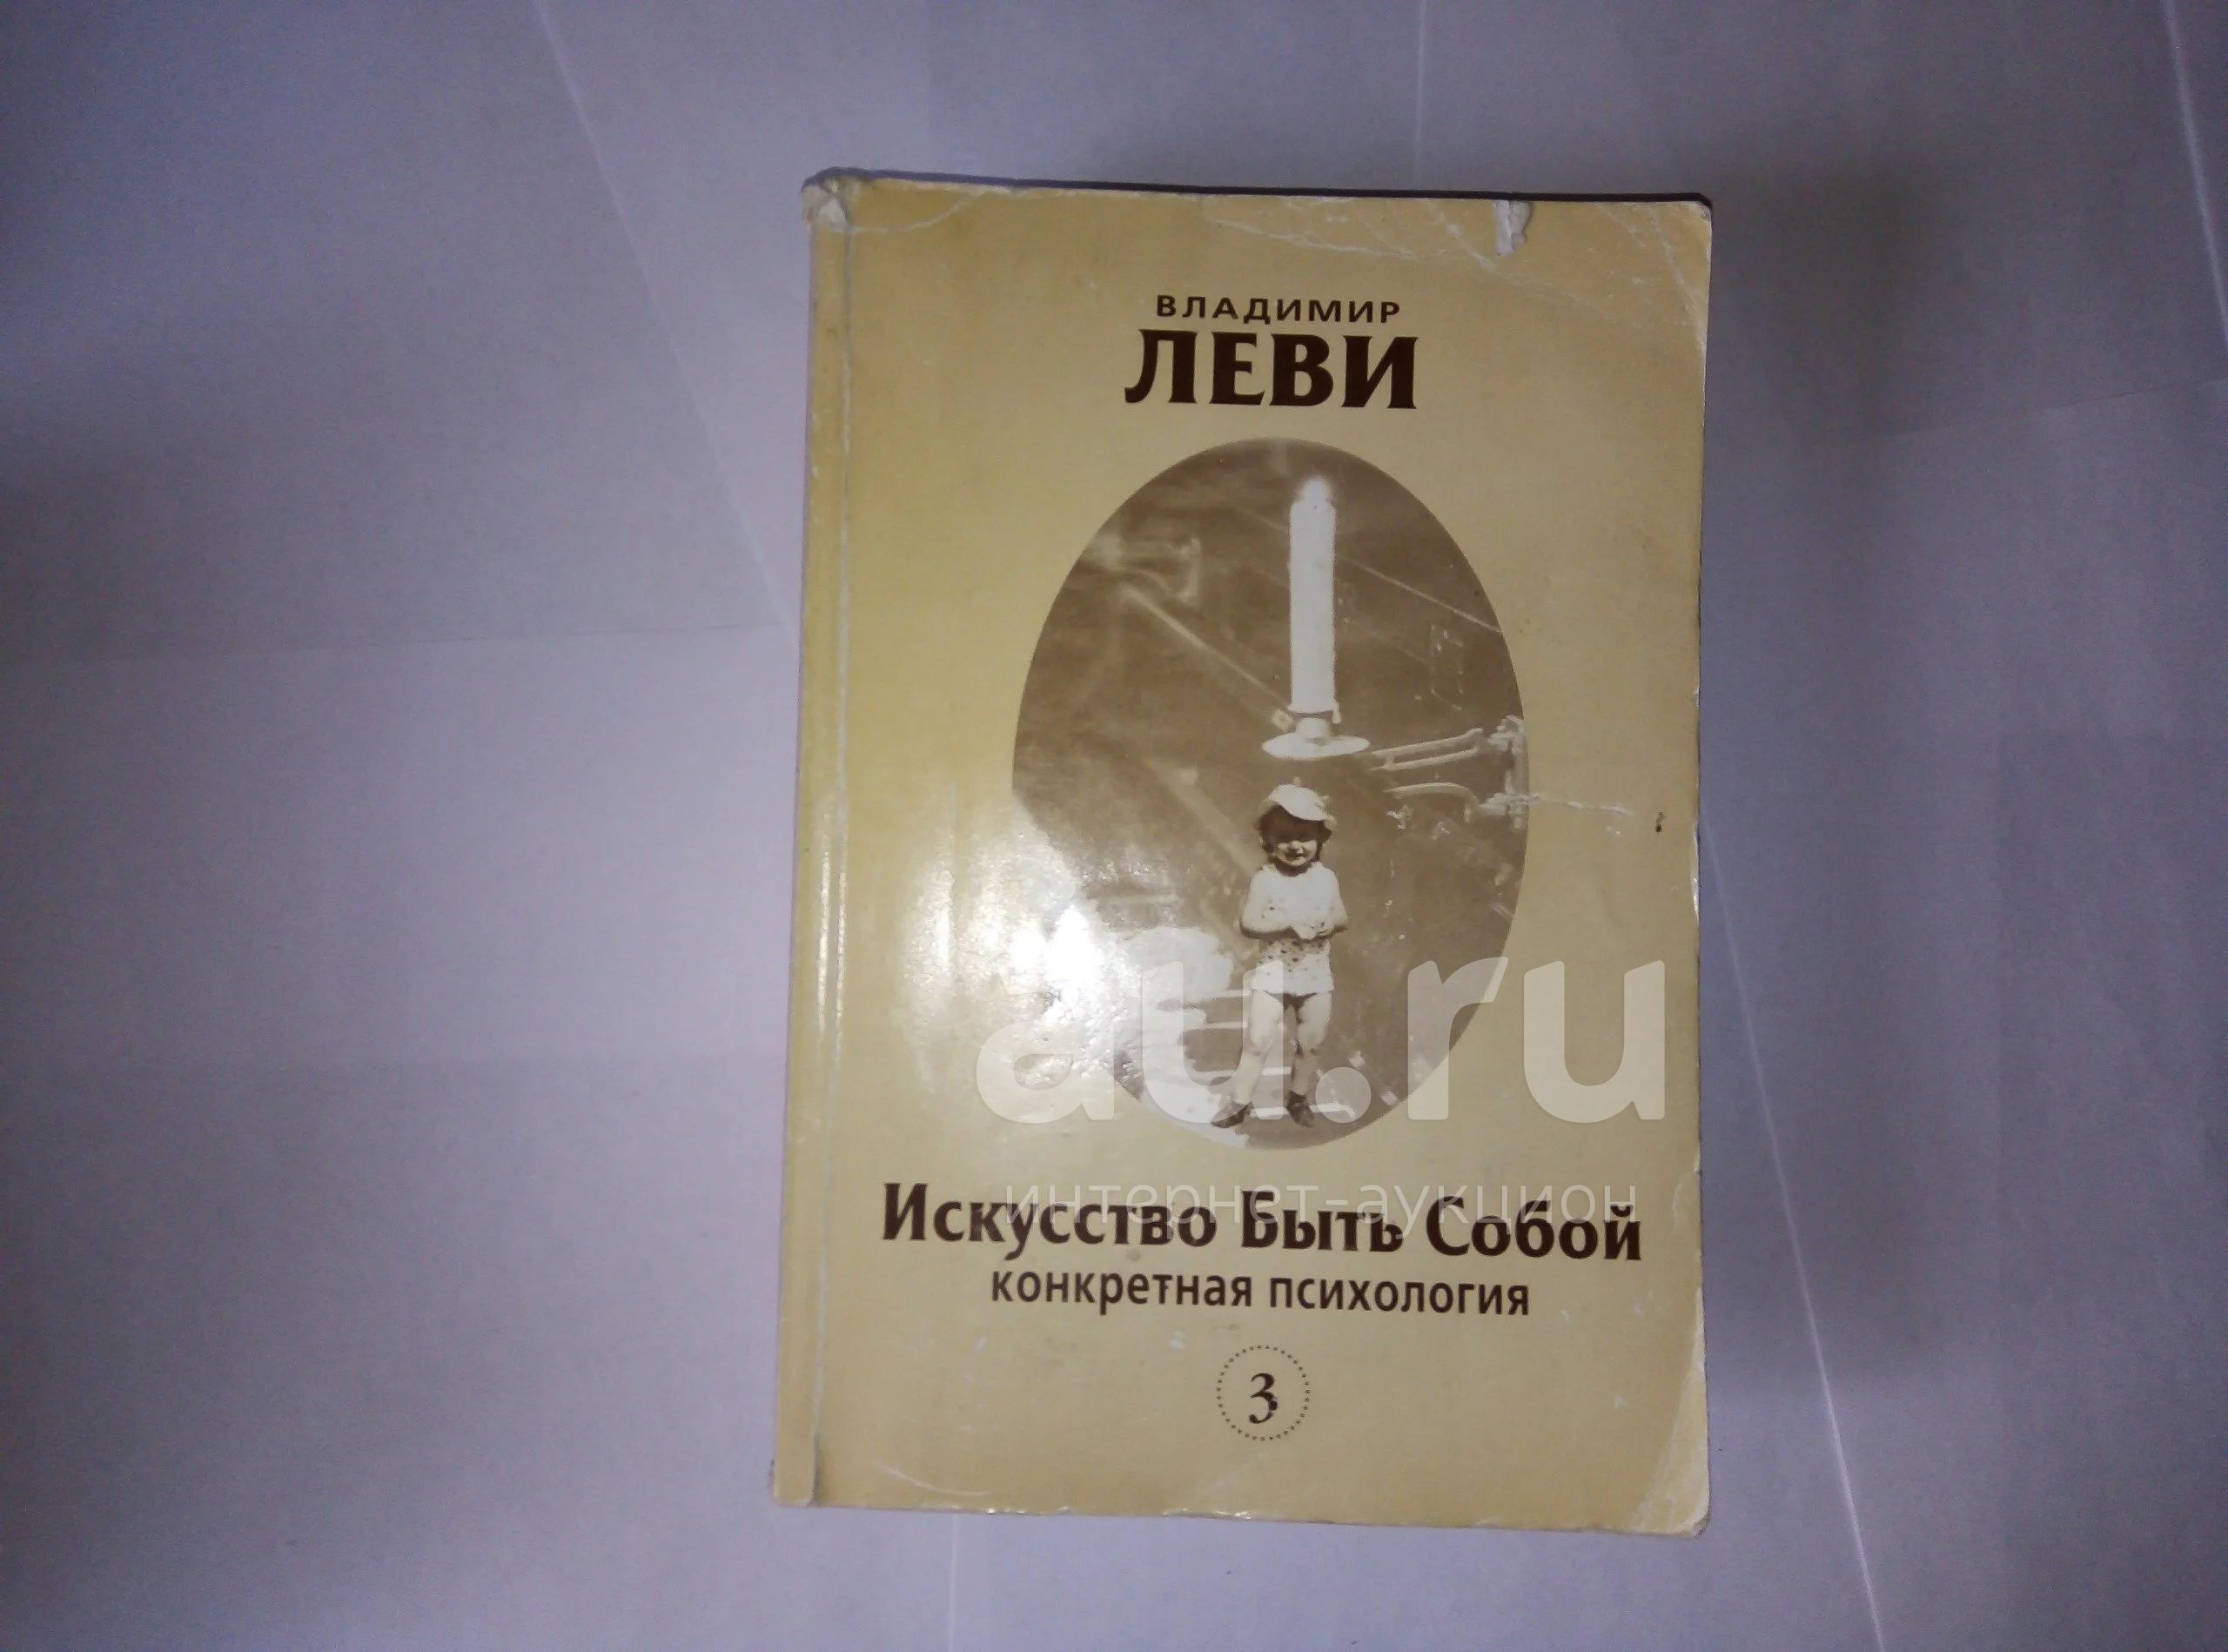 ВЛАДИМИР
ЛЕВИ
au.ru
интернет-аукцион
Искусство Быть Собой
конкретная психология
3